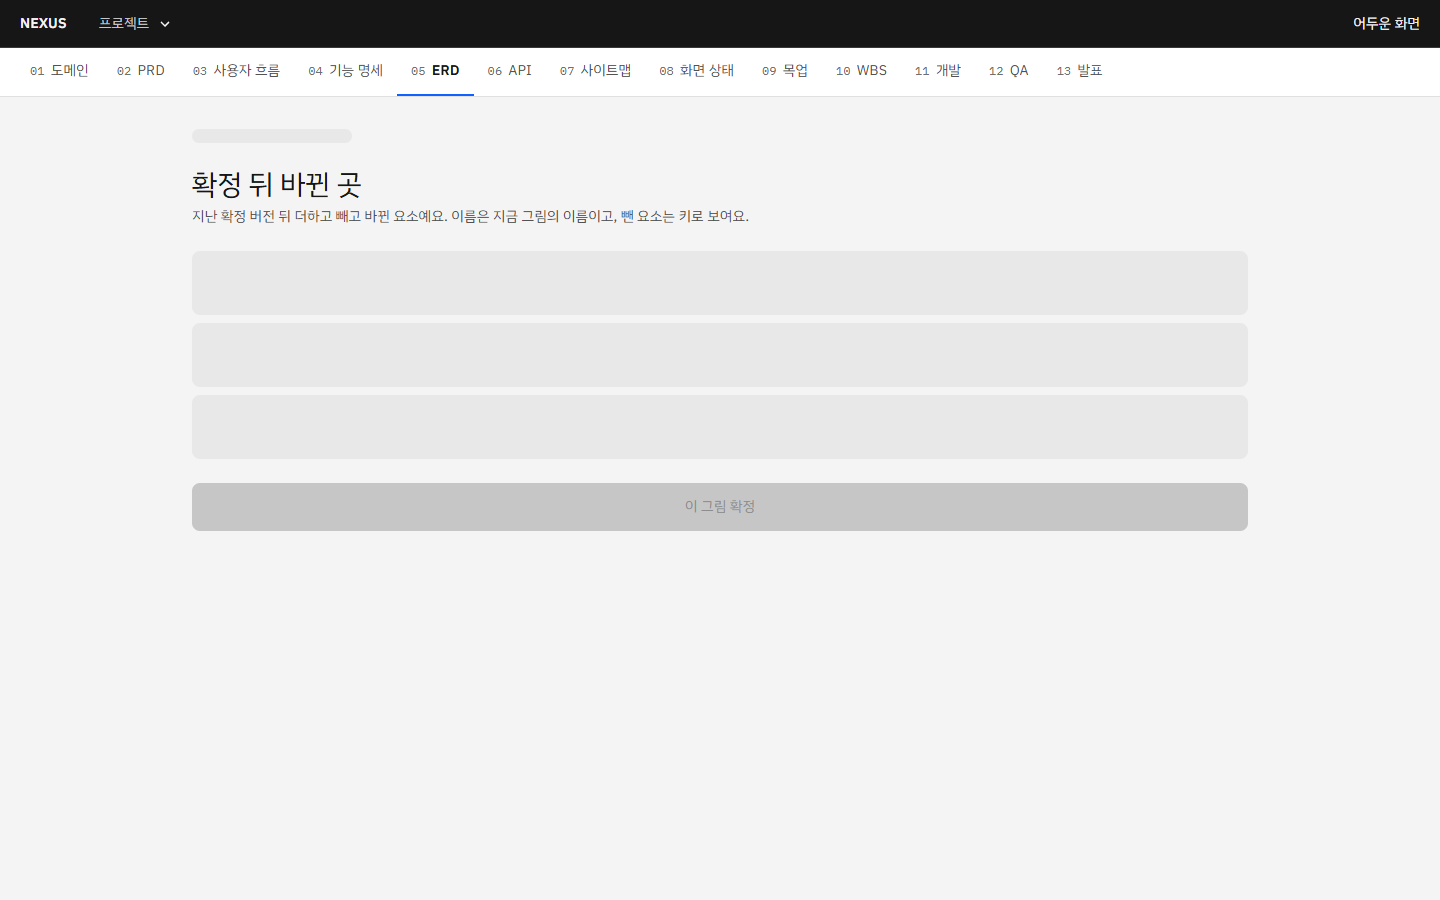 NEXUS 프로젝트 어두운 화면
01 도메인 02 PRD 03 사용자 흐름 04 기능 명세 05 ERD 06 API 07 사이트맵 08 화면 상태 09 목업 10 WBS 11 개발 12 QA 13 발표
확정 뒤 바뀐 곳
지난 확정 버전 뒤 더하고 빼고 바뀐 요소예요. 이름은 지금 그림의 이름이고, 뺀 요소는 키로 보여요.
이 그림 확정